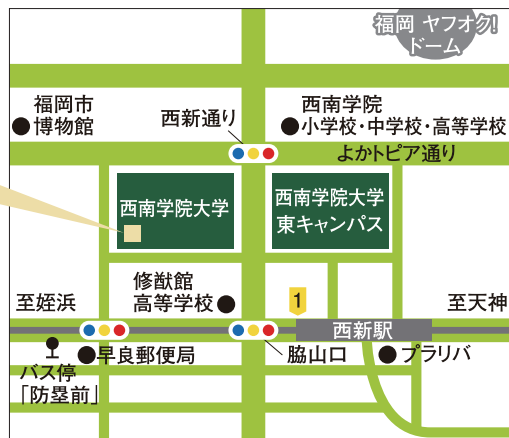 福岡 ヤフオク!
ドーム
福岡市
博物館
西新通り
西南学院
小学校・中学校・高等学校
よかトピア通り
西南学院大学
西南学院大学
東キャンパス
修猷館
高等学校
1
至姪浜
至天神
西新駅
早良郵便局
脇山口
プラリバ
バス停
「防塁前」